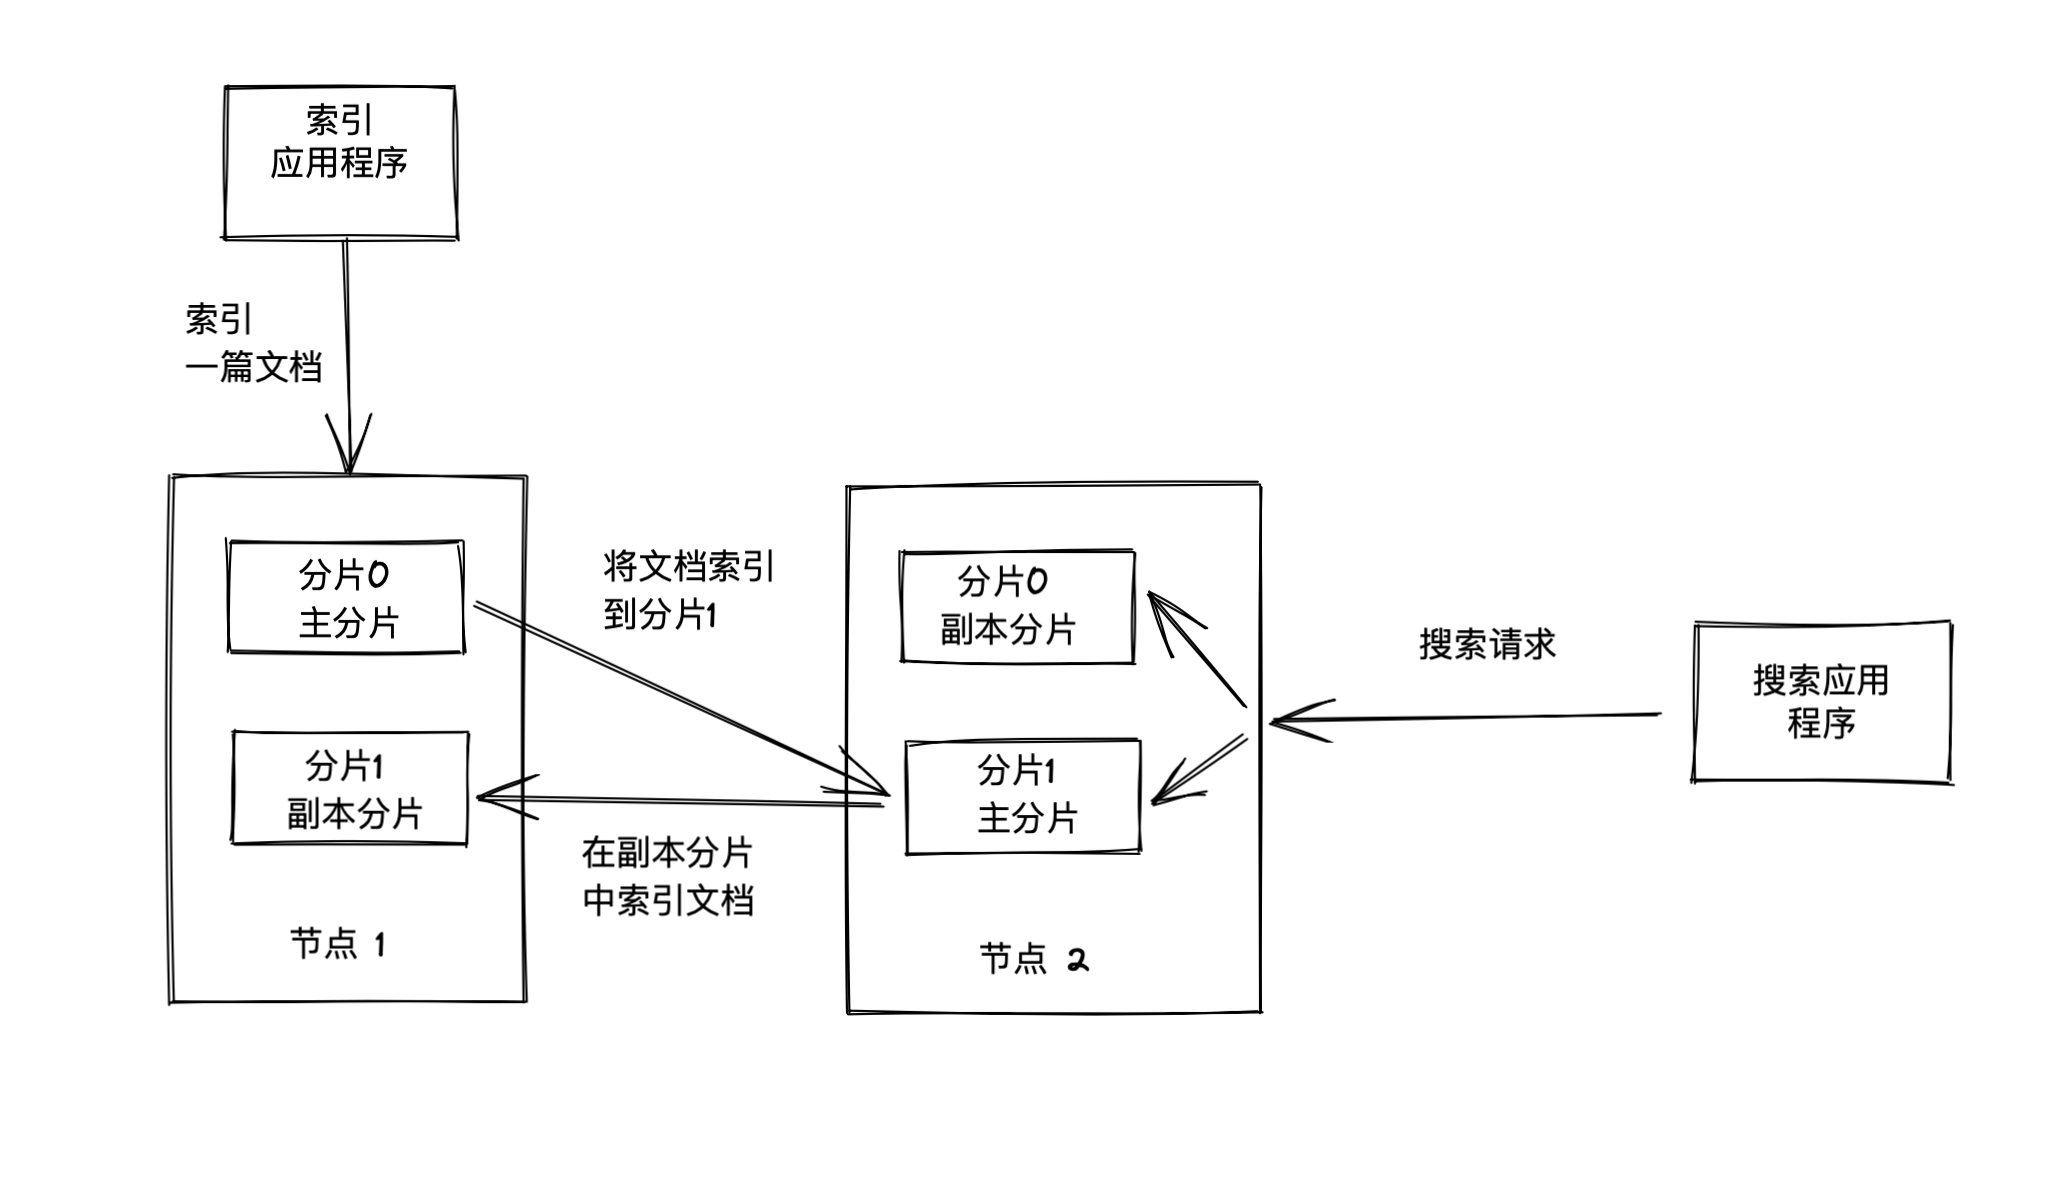 索引
应用程序
索引
一篇文档
分片0
主分片
分片1
副本分片
节点 1
将文档索引
到分片1
在副本分片
中索引文档
分片0
副本分片
分片1
主分片
节点 2
搜索请求
搜索应用
程序